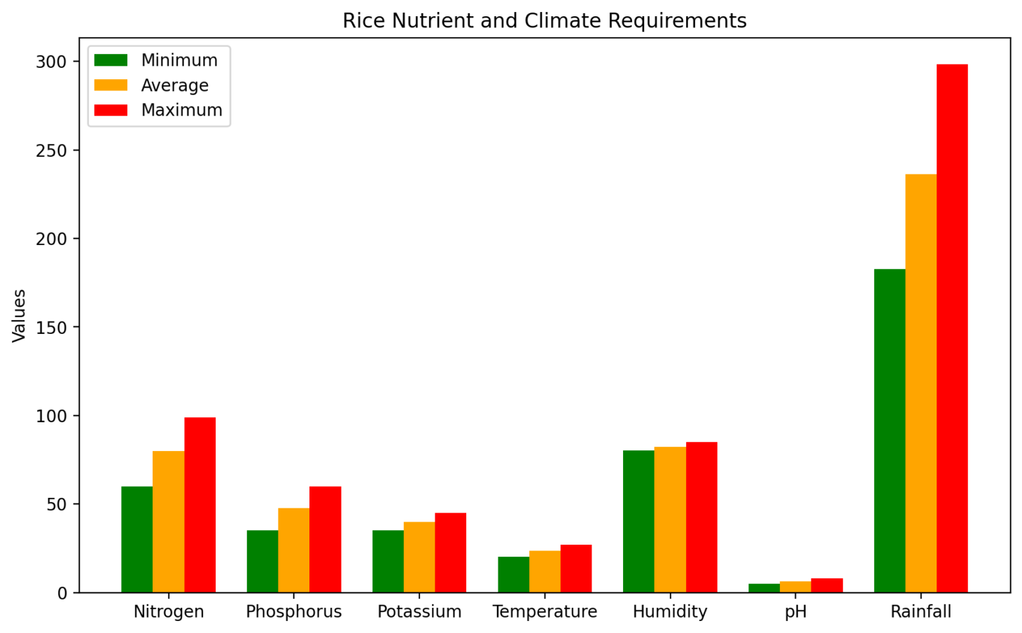 Rice Nutrient and Climate Requirements
Minimum
Average
Maximum
Values
300
250
200
150
100
50
0
Nitrogen Phosphorus Potassium Temperature Humidity pH Rainfall